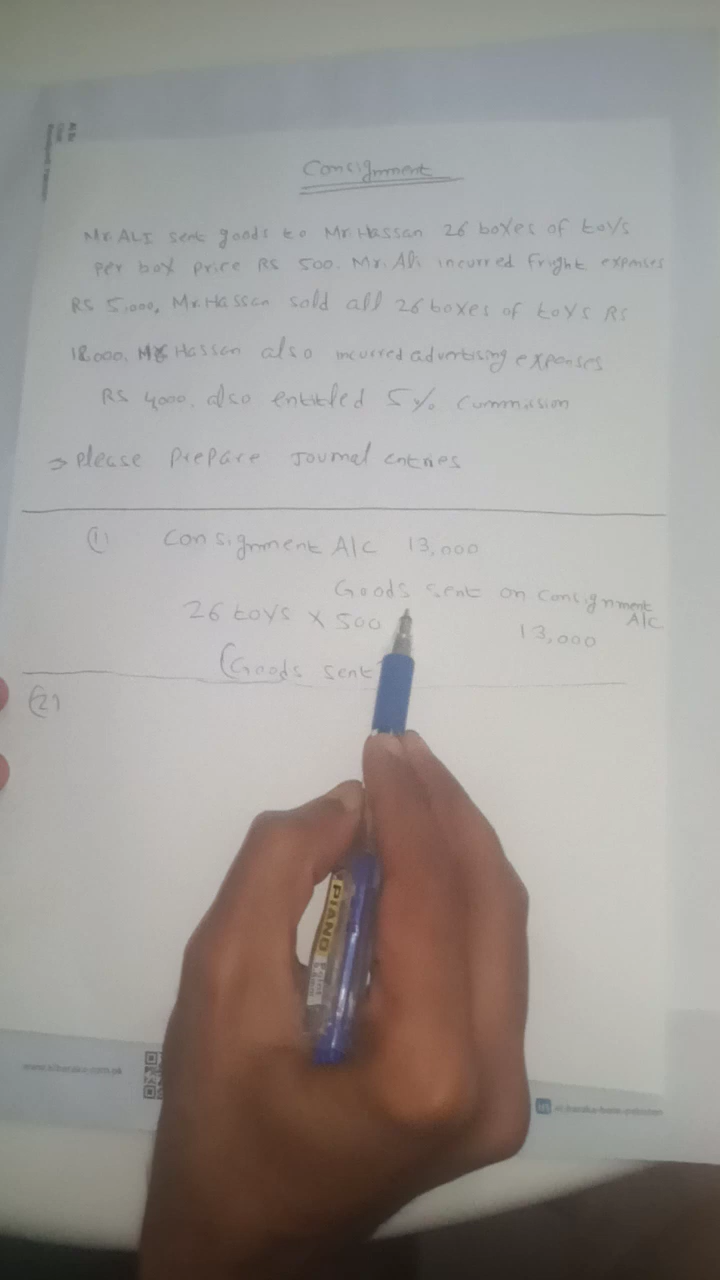 Consignment
Mr. ALI sent goods to Mr. Hassan 26 boxes of toys
per box price RS 500. Mr. Ali incurred fright expenses
RS 5,000, Mr. Hassan sold all 26 boxes of toys RS
18000. Mr Hassan also incurred advertising expenses
RS 4000. also entitled 5% Commission
→ please prepare Journal entries
(1) Consignment A/C 13,000
Goods sent on consignment A/C
26 toys x 500 13,000
(Goods sent
(2)
PIANO